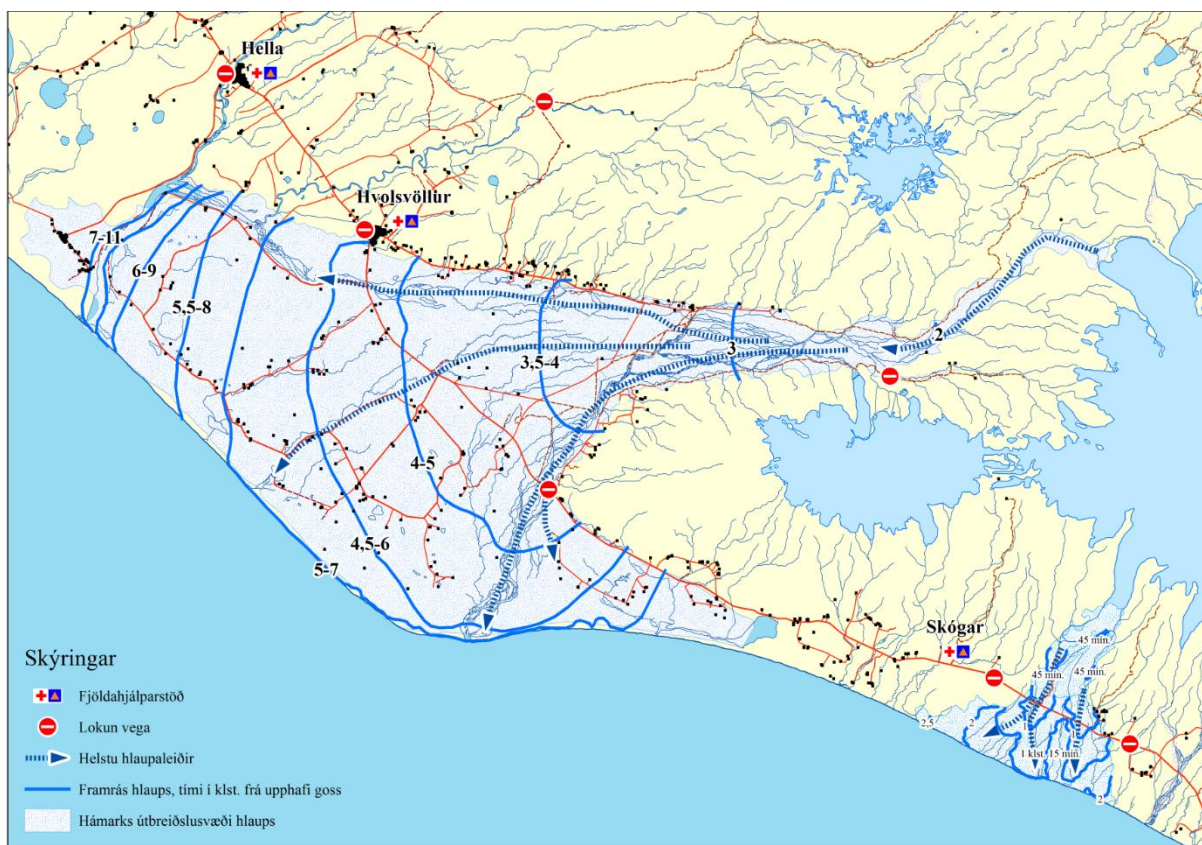 Hella
Hvolsvöllur
7-11
6-9
5,5-8
3,5-4
3
2
4-5
4,5-6
5-7
Skógar
45 min.
45 min.
45 min.
2,5
2
1
1
1 klst. 15 min.
2
Skýringar
Fjöldahjálparstöð
Lokun vega
Helstu hlaupaleiðir
Framrás hlaups, tími í klst. frá upphafi goss
Hámarks útbreiðslusvæði hlaups